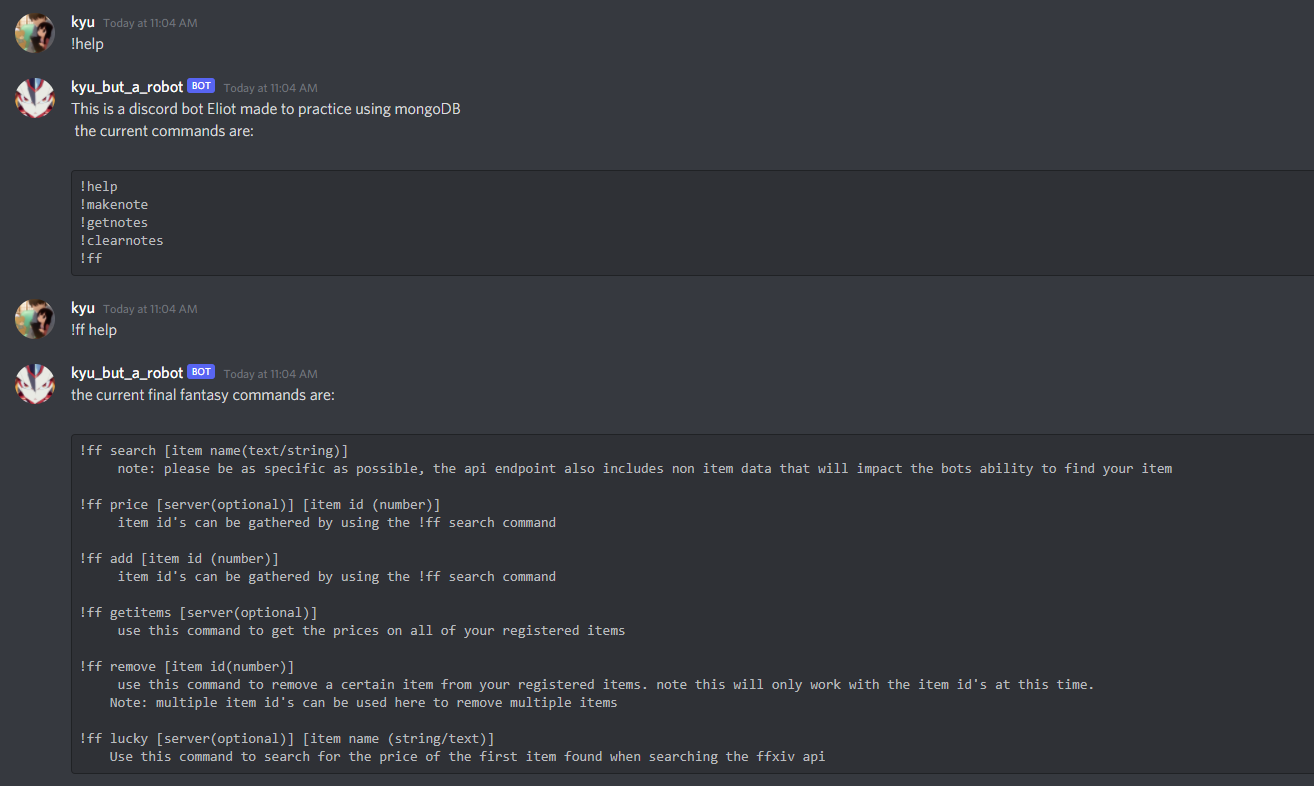 kyu Today at 11:04 AM
!help
kyu_but_a_robot BOT Today at 11:04 AM
This is a discord bot Eliot made to practice using mongoDB
the current commands are:
!help
!makenote
!getnotes
!clearnotes
!ff
kyu Today at 11:04 AM
!ff help
kyu_but_a_robot BOT Today at 11:04 AM
the current final fantasy commands are:
!ff search [item name(text/string)]
note: please be as specific as possible, the api endpoint also includes non item data that will impact the bots ability to find your item
!ff price [server(optional)] [item id (number)]
item id's can be gathered by using the !ff search command
!ff add [item id (number)]
item id's can be gathered by using the !ff search command
!ff getitems [server(optional)]
use this command to get the prices on all of your registered items
!ff remove [item id(number)]
use this command to remove a certain item from your registered items. note this will only work with the item id's at this time.
Note: multiple item id's can be used here to remove multiple items
!ff lucky [server(optional)] [item name (string/text)]
Use this command to search for the price of the first item found when searching the ffxiv api